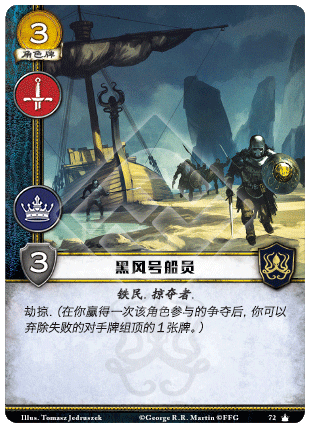 3
角色牌
3
黑风号船员
铁民. 掠夺者.
劫掠.（在你赢得一次该角色参与的争夺后, 你可以
弃除失败的对手牌组顶的 1 张牌。）
Illus. Tomasz Jedruszek ©George R.R. Martin ©FFG 72